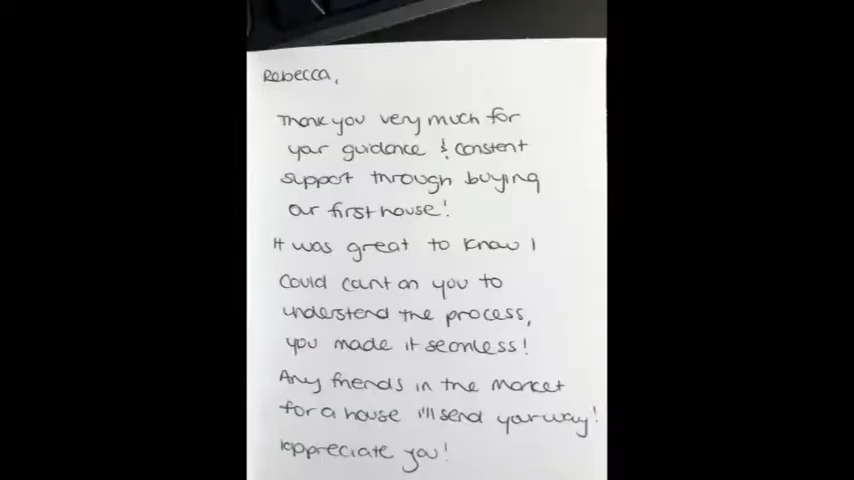 Rebecca,
Thank you very much for
your guidance & constent
support through buying
our first house!
It was great to know I
Could count on you to
understand the process,
you made it seemless!
Any friends in the market
for a house I'll send your way!
Appreciate you!